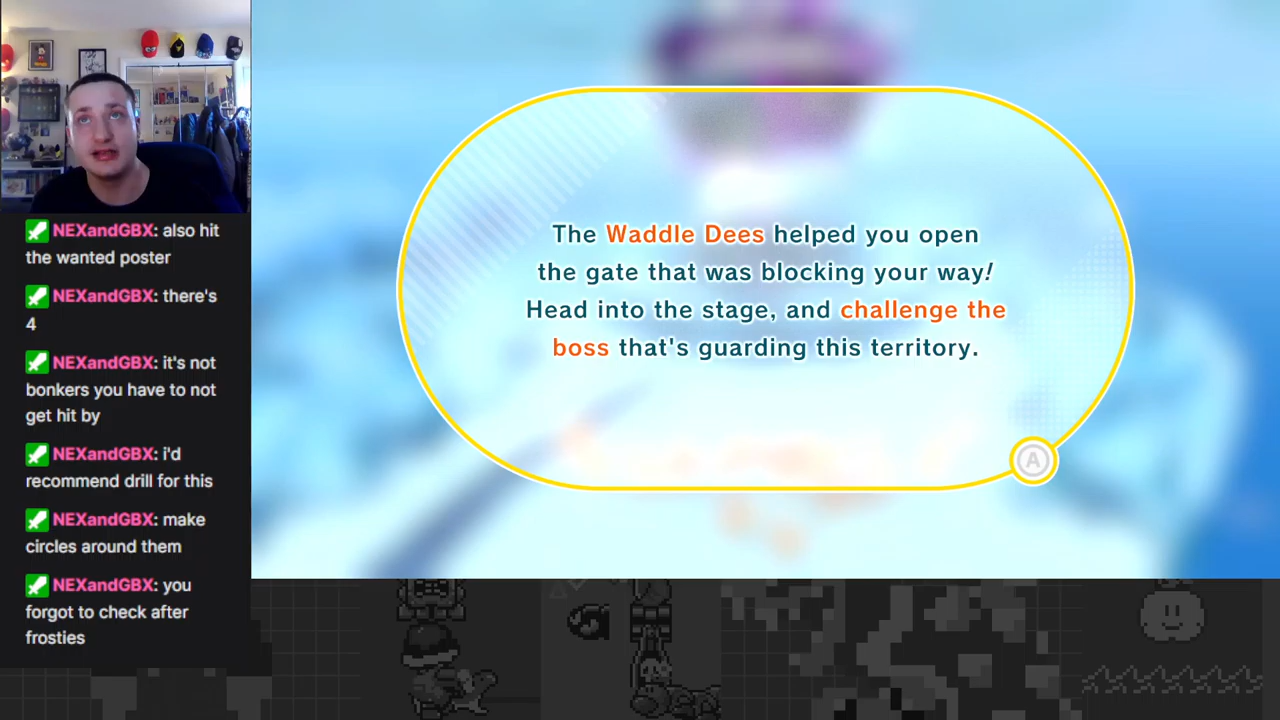 NEXandGBX: also hit
the wanted poster
NEXandGBX: there's
4
NEXandGBX: it's not
bonkers you have to not
get hit by
NEXandGBX: i'd
recommend drill for this
NEXandGBX: make
circles around them
NEXandGBX: you
forgot to check after
frosties
The Waddle Dees helped you open
the gate that was blocking your way!
Head into the stage, and challenge the
boss that's guarding this territory.
A